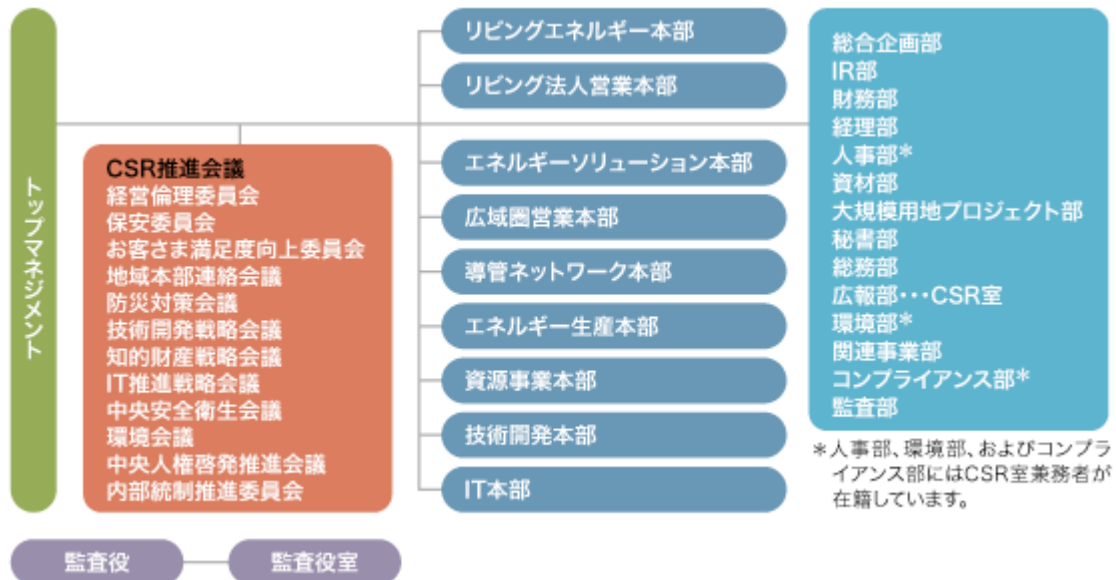 トップマネジメント
CSR推進会議
経営倫理委員会
保安委員会
お客さま満足度向上委員会
地域本部連絡会議
防災対策会議
技術開発戦略会議
知的財産戦略会議
IT推進戦略会議
中央安全衛生会議
環境会議
中央人権啓発推進会議
内部統制推進委員会
リビングエネルギー本部
リビング法人営業本部
エネルギーソリューション本部
広域圏営業本部
導管ネットワーク本部
エネルギー生産本部
資源事業本部
技術開発本部
IT本部
総合企画部
IR部
財務部
経理部
人事部*
資材部
大規模用地プロジェクト部
秘書部
総務部
広報部・・・CSR室
環境部*
関連事業部
コンプライアンス部*
監査部
*人事部、環境部、およびコンプラ
イアンス部にはCSR室兼務者が
在籍しています。
監査役
監査役室